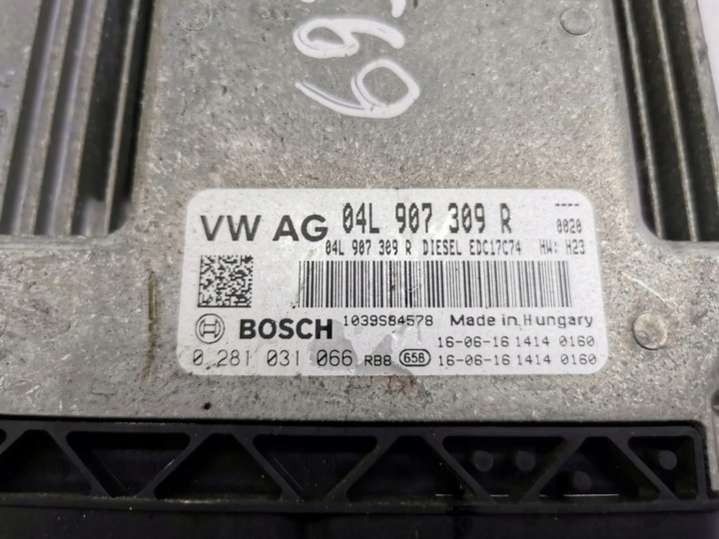 69
VW AG 04L 907 309 R ----
0020
04L 907 309 R DIESEL EDC17C74 HW: H23
BOSCH 1039S84578 Made in Hungary
16-06-16 1414 0160
0 281 031 066 RB8 658 16-06-16 1414 0160